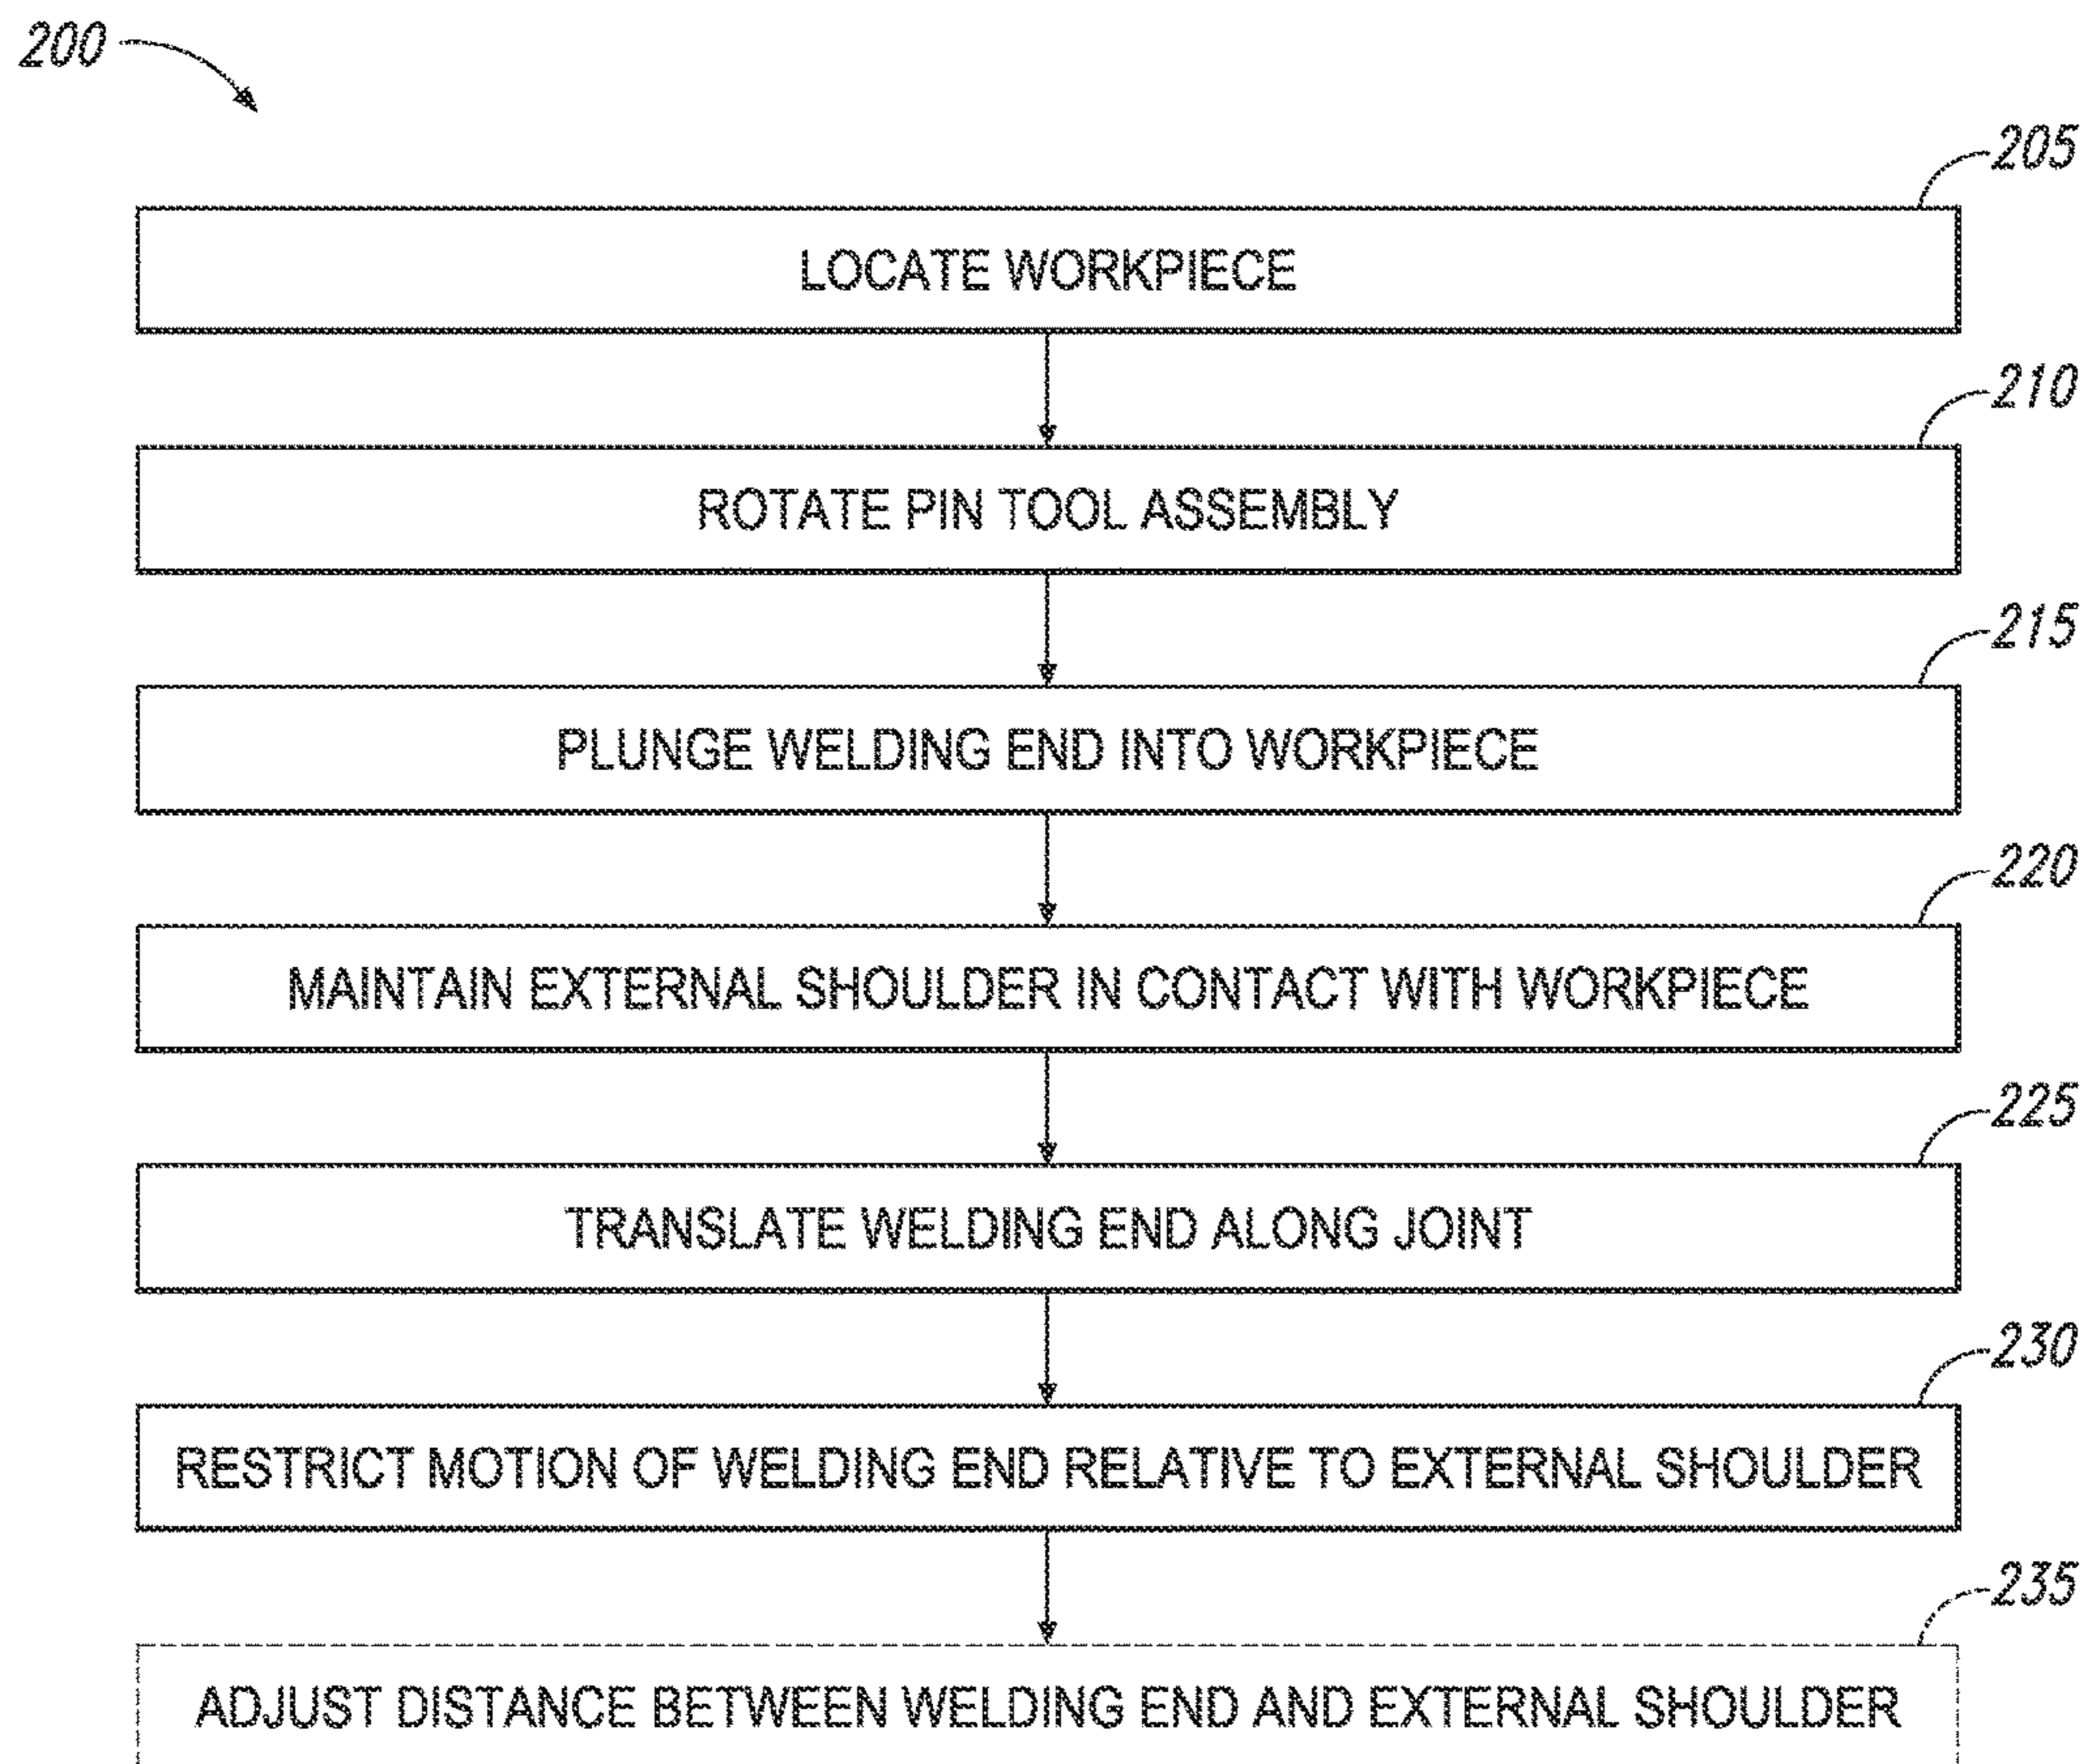 200
205
LOCATE WORKPIECE
210
ROTATE PIN TOOL ASSEMBLY
215
PLUNGE WELDING END INTO WORKPIECE
220
MAINTAIN EXTERNAL SHOULDER IN CONTACT WITH WORKPIECE
225
TRANSLATE WELDING END ALONG JOINT
230
RESTRICT MOTION OF WELDING END RELATIVE TO EXTERNAL SHOULDER
235
ADJUST DISTANCE BETWEEN WELDING END AND EXTERNAL SHOULDER